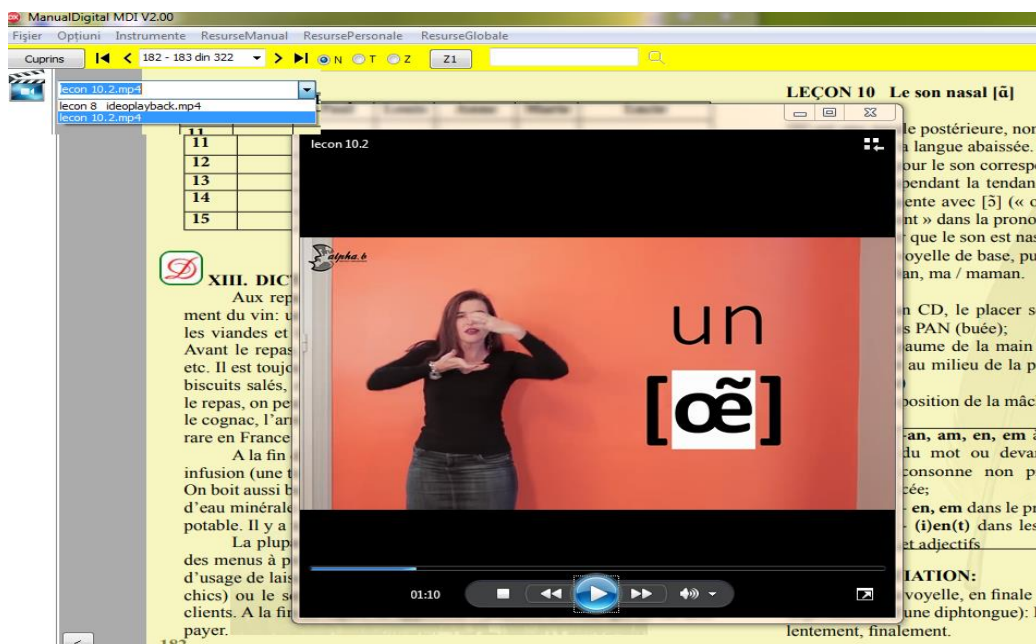 ManualDigital MDI V2.00
Fișier Opțiuni Instrumente ResurseManual ResursePersonale ResurseGlobale
Cuprins 182 - 183 din 322 N T Z Z1
lecon 10.2.mp4
lecon 8 ideoplayback.mp4
lecon 10.2.mp4
11
11
12
13
14
15
XIII. DICT
Aux rep
ment du vin: u
les viandes et
Avant le repas
etc. Il est toujo
biscuits salés,
le repas, on pe
le cognac, l'arm
rare en France
A la fin
infusion (une t
On boit aussi b
d'eau minérale
potable. Il y a
La plup
des menus à p
d'usage de lais
chics) ou le s
clients. A la fin
payer.
182
lecon 10.2
alpha.b
un
[œ̃]
01:10
LEÇON 10 Le son nasal [ã]
le postérieure, non
a langue abaissée.
our le son correspo
pendant la tendan
ente avec [ɔ̃] (« o
nt » dans la prono
r que le son est nas
oyelle de base, pu
an, ma / maman.
n CD, le placer s
s PAN (buée);
aume de la main
au milieu de la p
position de la mâc
-an, am, en, em
du mot ou deva
consonne non p
cée;
- en, em dans le pr
- (i)en(t) dans les
et adjectifs
IATION:
voyelle, en finale
une diphtongue):
lentement, finalement.